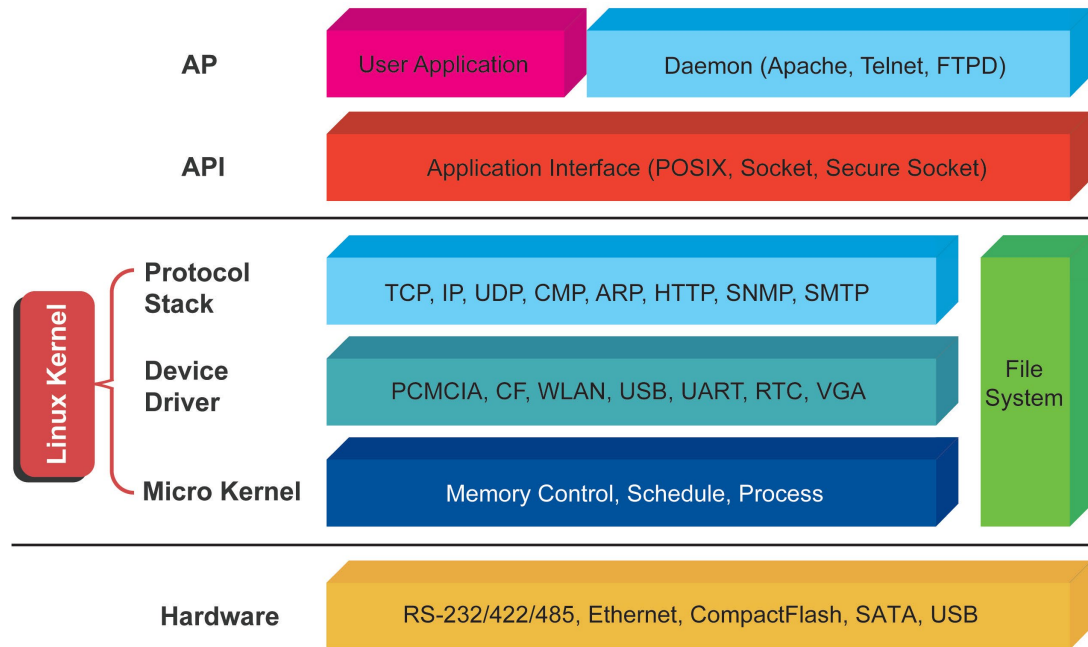 AP
User Application
Daemon (Apache, Telnet, FTPD)
API
Application Interface (POSIX, Socket, Secure Socket)
Linux Kernel
Protocol
Stack
TCP, IP, UDP, CMP, ARP, HTTP, SNMP, SMTP
Device
Driver
PCMCIA, CF, WLAN, USB, UART, RTC, VGA
Micro Kernel
Memory Control, Schedule, Process
File
System
Hardware
RS-232/422/485, Ethernet, CompactFlash, SATA, USB